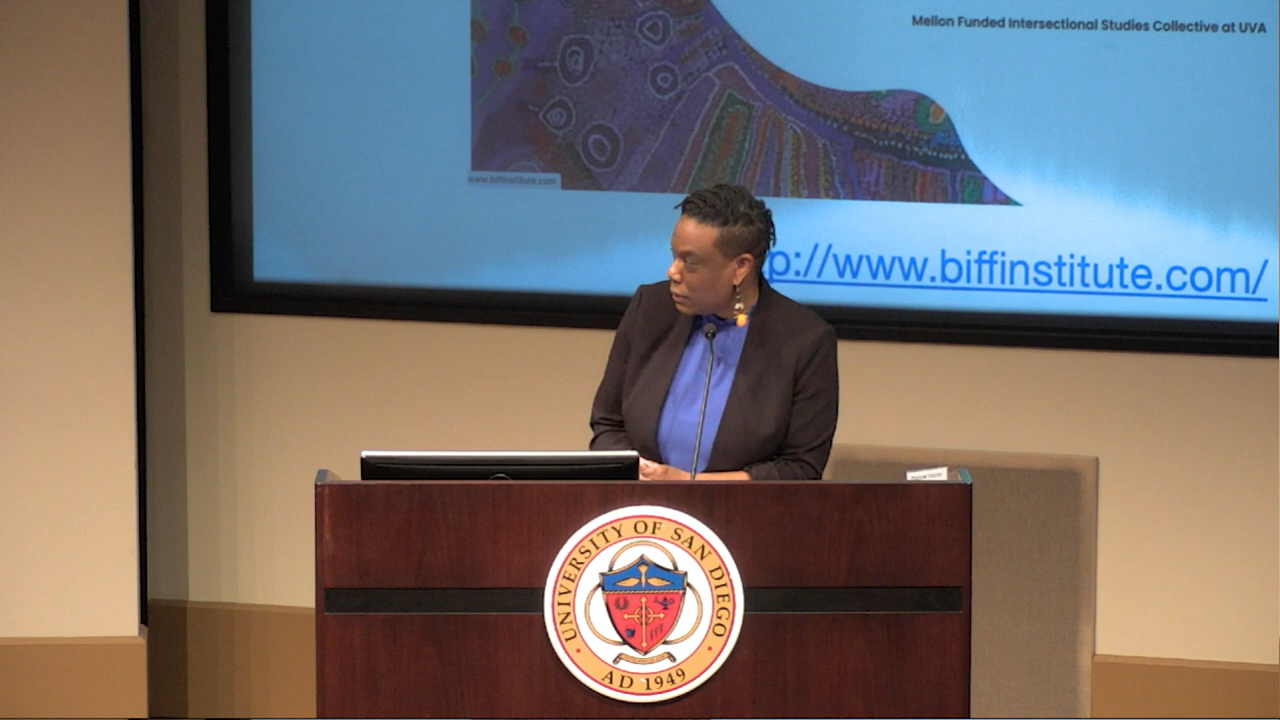 Mellon Funded Intersectional Studies Collective at UVA
www.biffinstitute.com
p://www.biffinstitute.com/
UNIVERSITY OF SAN DIEGO
AD 1949